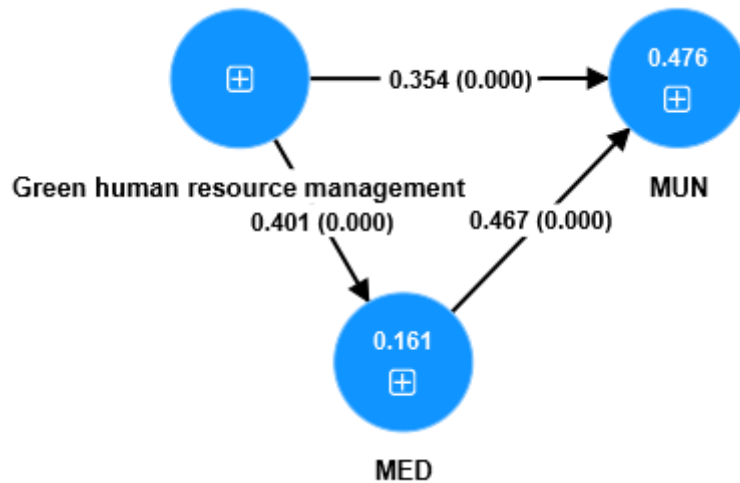 0.476
0.354 (0.000)
Green human resource management
MUN
0.401 (0.000)
0.467 (0.000)
0.161
MED